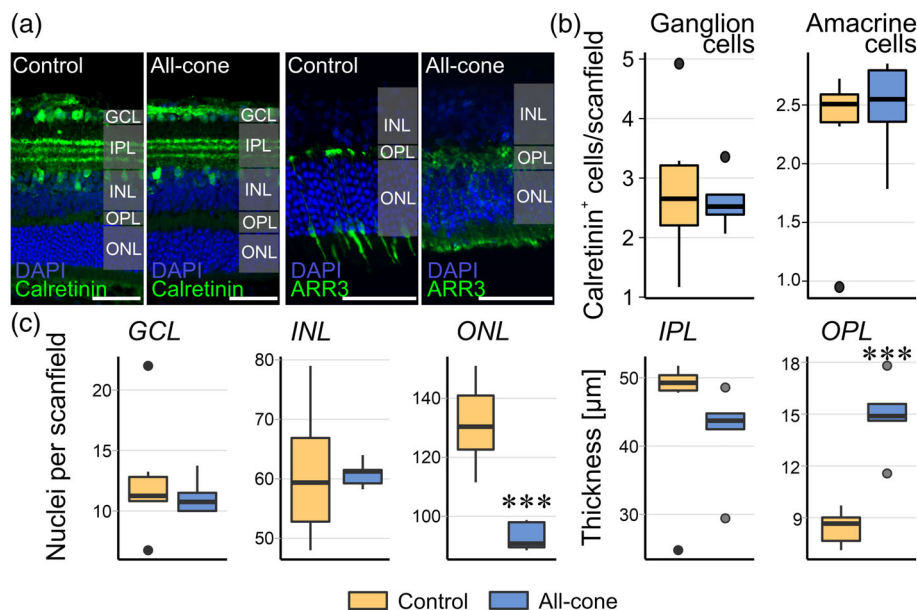 (a)
Control
All-cone
Control
All-cone
GCL
IPL
INL
OPL
ONL
GCL
IPL
INL
OPL
ONL
INL
OPL
ONL
INL
OPL
ONL
DAPI
Calretinin
DAPI
Calretinin
DAPI
ARR3
DAPI
ARR3
(b)
Ganglion
cells
Amacrine
cells
Calretinin+ cells/scanfield
5
4
3
2
1
2.5
2.0
1.5
1.0
(c)
GCL
INL
ONL
IPL
OPL
Nuclei per scanfield
20
15
10
80
70
60
50
140
120
100
***
Thickness [µm]
50
40
30
18
15
12
9
***
Control
All-cone